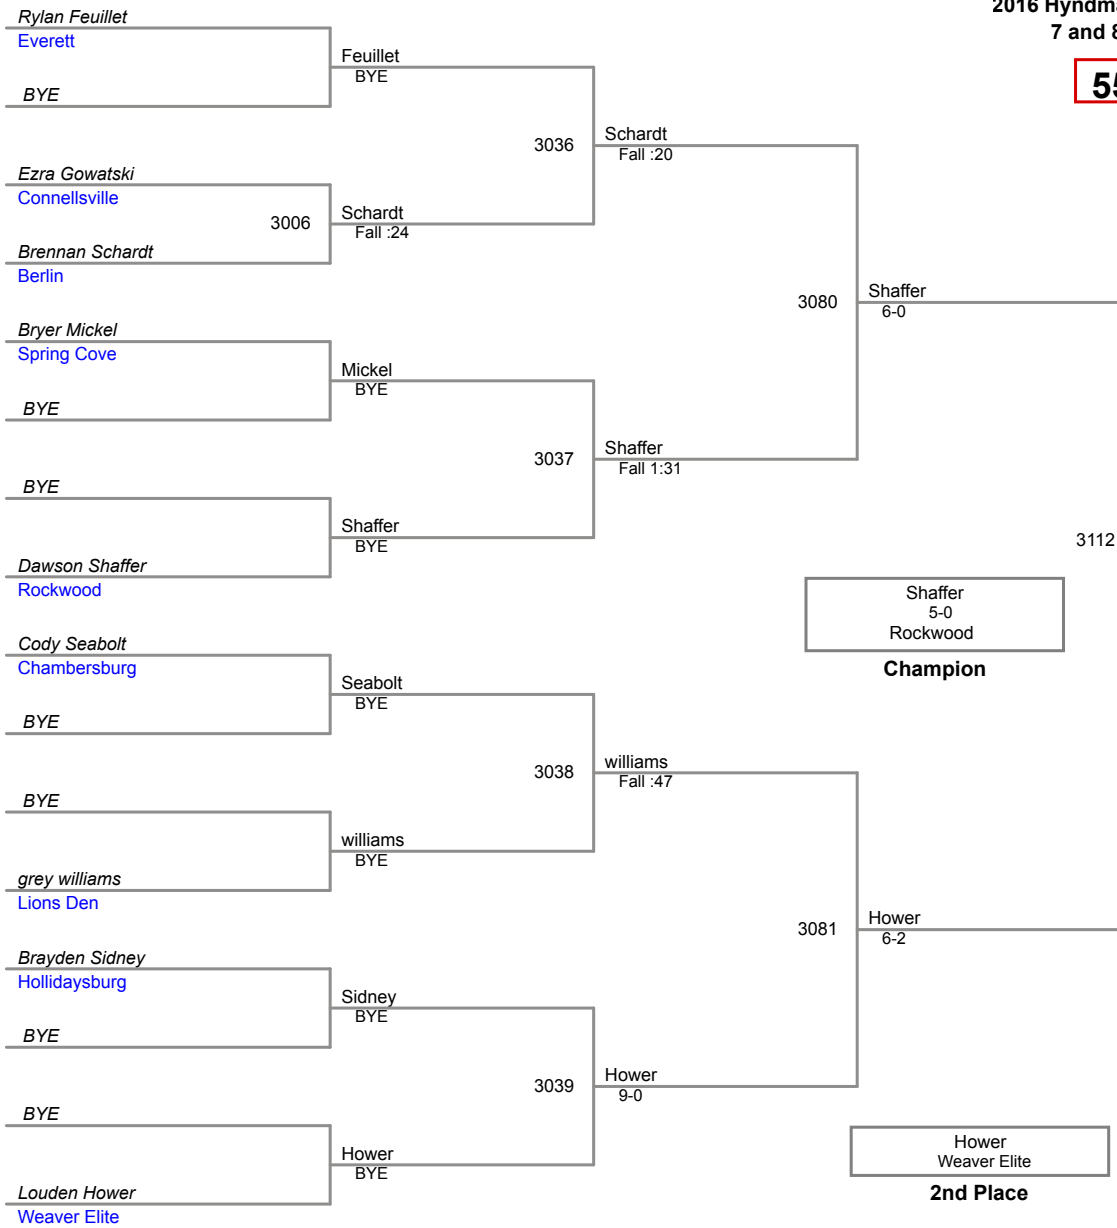 2016 Hyndm
7 and
55
Rylan Feuillet
Everett
BYE
Feuillet
BYE
3036
Schardt
Fall :20
Ezra Gowatski
Connellsville
3006
Schardt
Fall :24
Brennan Schardt
Berlin
3080
Shaffer
6-0
Bryer Mickel
Spring Cove
Mickel
BYE
BYE
3037
Shaffer
Fall 1:31
BYE
Shaffer
BYE
Dawson Shaffer
Rockwood
3112
Shaffer
5-0
Rockwood
Champion
Cody Seabolt
Chambersburg
Seabolt
BYE
BYE
3038
williams
Fall :47
BYE
williams
BYE
grey williams
Lions Den
3081
Hower
6-2
Brayden Sidney
Hollidaysburg
Sidney
BYE
BYE
3039
Hower
9-0
BYE
Hower
BYE
Louden Hower
Weaver Elite
Hower
Weaver Elite
2nd Place